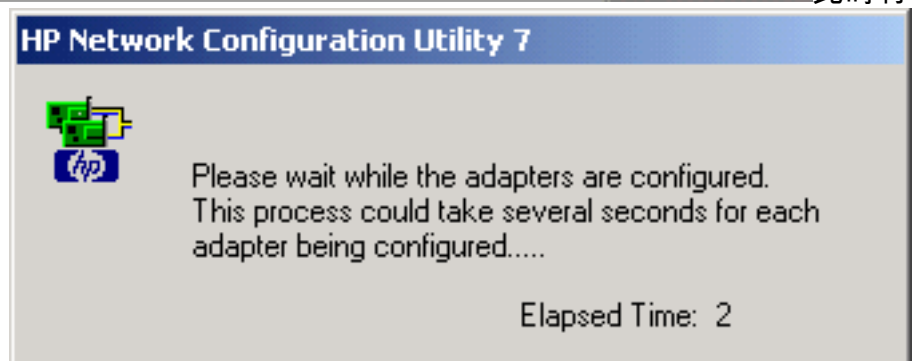 HP Network Configuration Utility 7
hp
Please wait while the adapters are configured.
This process could take several seconds for each
adapter being configured.....
Elapsed Time: 2